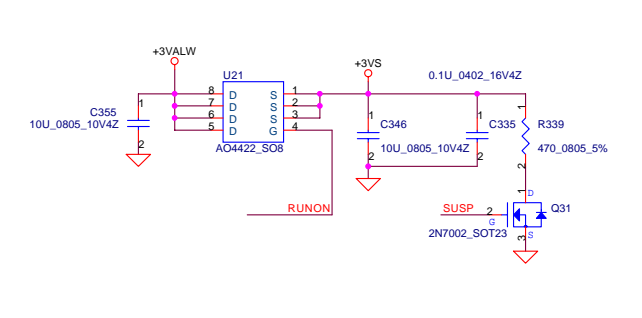 +3VALW
+3VS
U21
0.1U_0402_16V4Z
8 D S 1
7 D S 2
6 D S 3
5 D G 4
AO4422_SO8
1
C355
10U_0805_10V4Z
2
1
C346
10U_0805_10V4Z
2
1
C335
2
1
R339
470_0805_5%
2
RUNON
SUSP
2
G
1
D
Q31
2N7002_SOT23
3
S